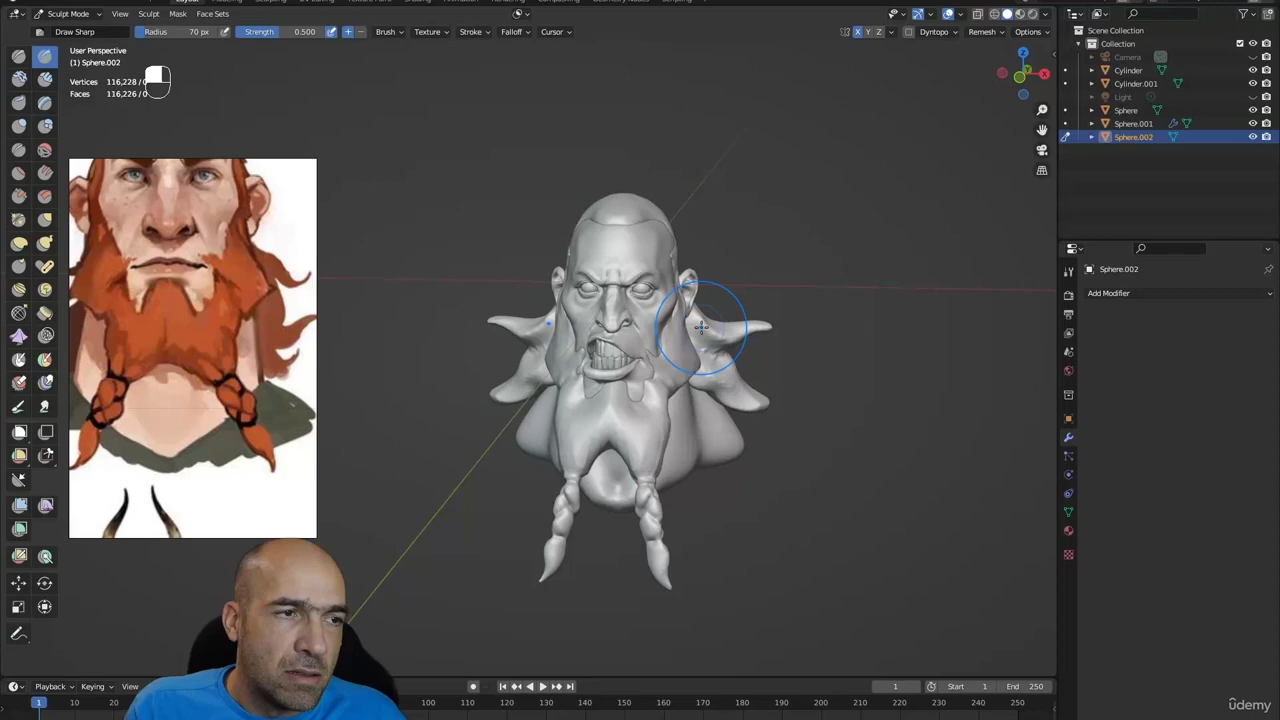 Sculpt Mode View Sculpt Mask Face Sets
Draw Sharp Radius 70 px Strength 0.500 Brush Texture Stroke Falloff Cursor X Y Z Dyntopo Remesh Options
User Perspective
(1) Sphere.002
Vertices 116,228 / 0
Faces 116,226 / 0
Z
X
Scene Collection
Collection
Camera
Cylinder
Cylinder.001
Light
Sphere
Sphere.001
Sphere.002
Sphere.002
Add Modifier
Playback Keying View 1 Start 1 End 250
1 10 20 100 110 120 130 140 150 160 170 180 190 200 210 220 230 240 250
ûdemy